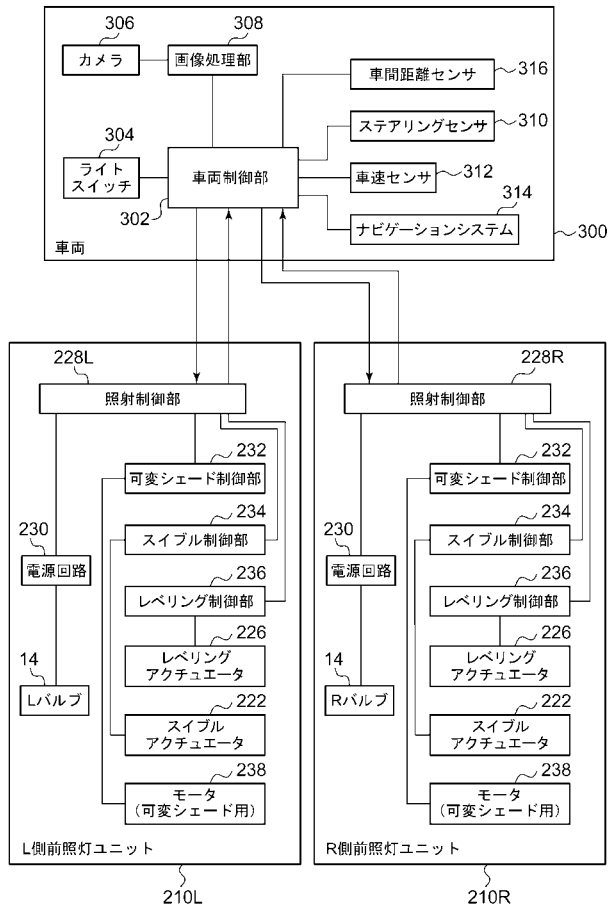 306
カメラ
308
画像処理部
車間距離センサ
316
ステアリングセンサ
310
304
ライト
スイッチ
車両制御部
302
車速センサ
312
314
ナビゲーションシステム
車両
300
228L
照射制御部
232
可変シェード制御部
234
スイブル制御部
230
電源回路
236
レベリング制御部
226
レベリング
アクチュエータ
14
Lバルブ
222
スイブル
アクチュエータ
238
モータ
(可変シェード用)
L側前照灯ユニット
210L
228R
照射制御部
232
可変シェード制御部
234
スイブル制御部
230
電源回路
236
レベリング制御部
226
レベリング
アクチュエータ
14
Rバルブ
222
スイブル
アクチュエータ
238
モータ
(可変シェード用)
R側前照灯ユニット
210R